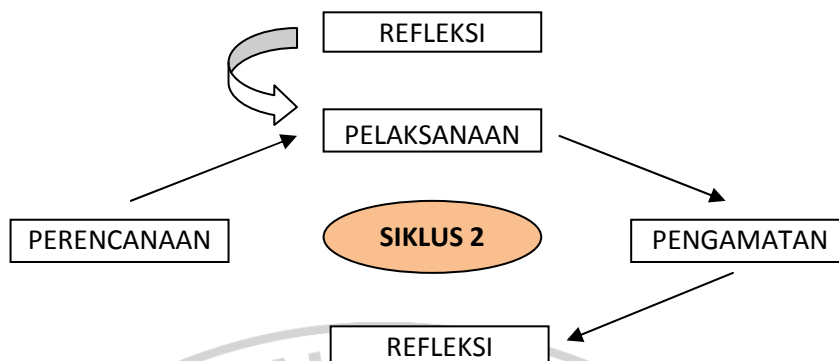 REFLEKSI
PELAKSANAAN
PERENCANAAN
SIKLUS 2
PENGAMATAN
REFLEKSI